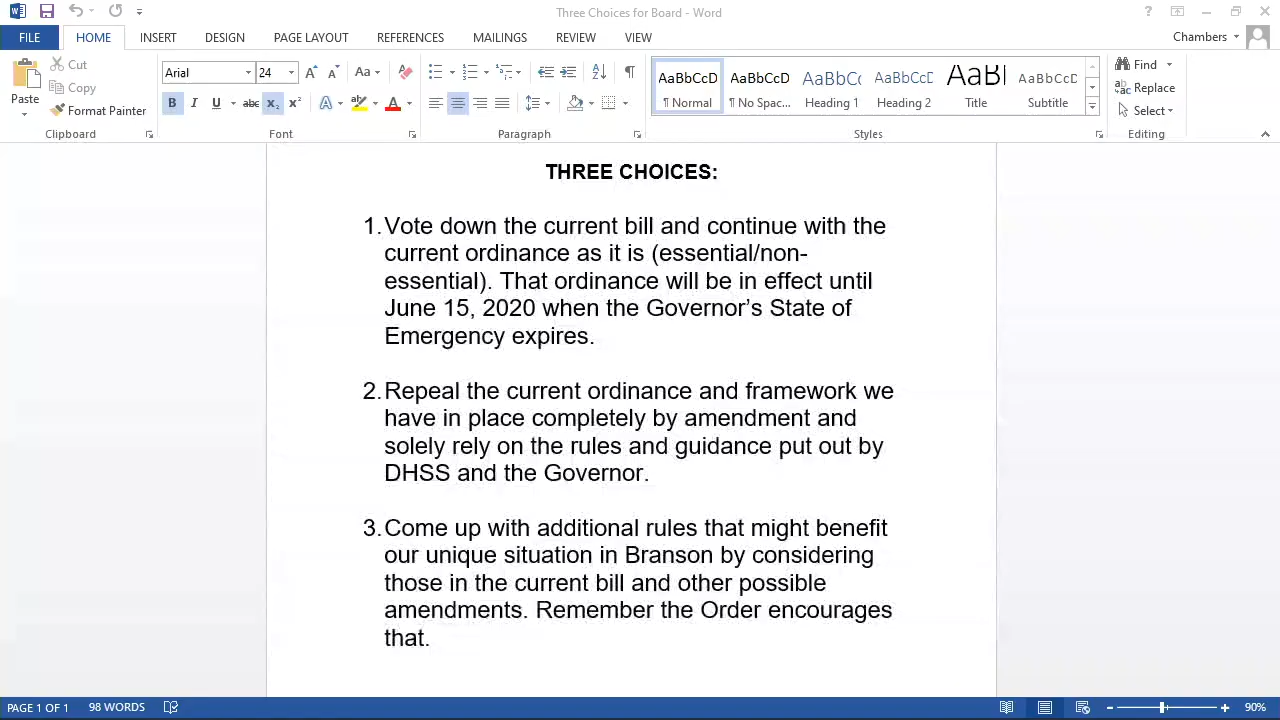 Three Choices for Board - Word
FILE HOME INSERT DESIGN PAGE LAYOUT REFERENCES MAILINGS REVIEW VIEW Chambers
Paste
Cut
Copy
Format Painter
Clipboard
Arial 24
Aa
B I U abc X₂ X² A A
Font
Paragraph
AaBbCcD AaBbCcD AaBbCc AaBbCcD AaBl AaBbCcD
¶ Normal ¶ No Spac... Heading 1 Heading 2 Title Subtitle
Styles
Find
Replace
Select
Editing
THREE CHOICES:
1. Vote down the current bill and continue with the
current ordinance as it is (essential/non-
essential). That ordinance will be in effect until
June 15, 2020 when the Governor’s State of
Emergency expires.
2. Repeal the current ordinance and framework we
have in place completely by amendment and
solely rely on the rules and guidance put out by
DHSS and the Governor.
3. Come up with additional rules that might benefit
our unique situation in Branson by considering
those in the current bill and other possible
amendments. Remember the Order encourages
that.
PAGE 1 OF 1 98 WORDS 90%